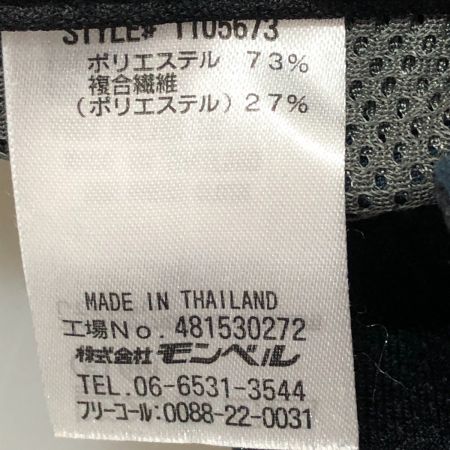 STYLE# 1105673
ポリエステル 73%
複合繊維
(ポリエステル)27%
MADE IN THAILAND
工場No. 481530272
株式会社 モンベル
TEL.06-6531-3544
フリーコール:0088-22-0031